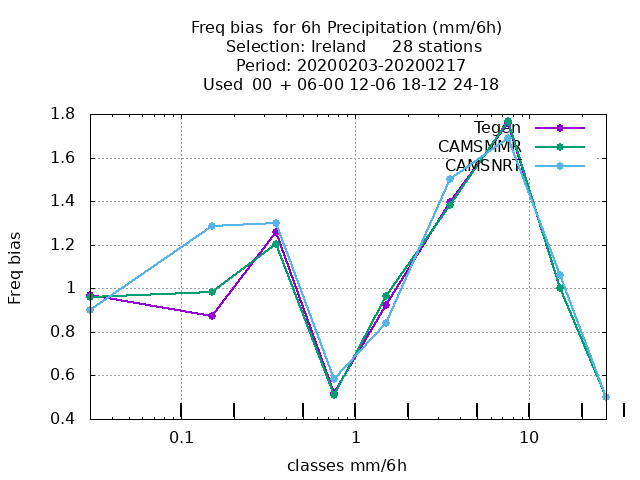 Freq bias  for 6h Precipitation (mm/6h)
Selection: Ireland     28 stations
Period: 20200203-20200217
Used  00  + 06-00 12-06 18-12 24-18
Tegen
CAMSMMR
CAMSNRT
1.8
1.6
1.4
1.2
1
0.8
0.6
0.4
Freq bias
0.1
1
10
classes mm/6h